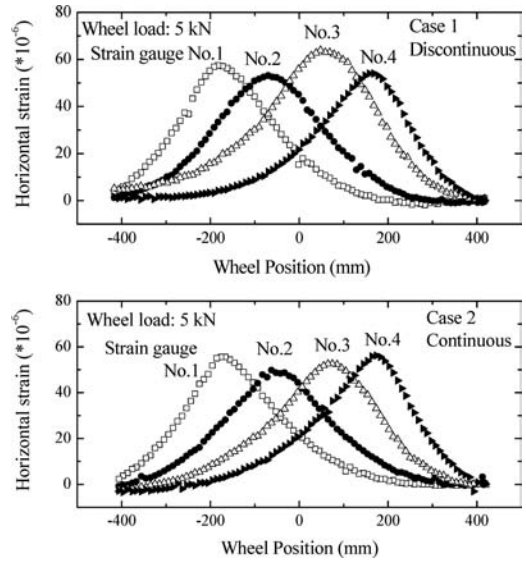 80
60
40
20
0
Horizontal strain (*10⁻⁶)
Wheel load: 5 kN
Strain gauge No.1
No.2
No.3
No.4
Case 1
Discontinuous
-400 -200 0 200 400
Wheel Position (mm)
80
60
40
20
0
Horizontal strain (*10⁻⁶)
Wheel load: 5 kN
Strain gauge
No.1
No.2
No.3
No.4
Case 2
Continuous
-400 -200 0 200 400
Wheel Position (mm)